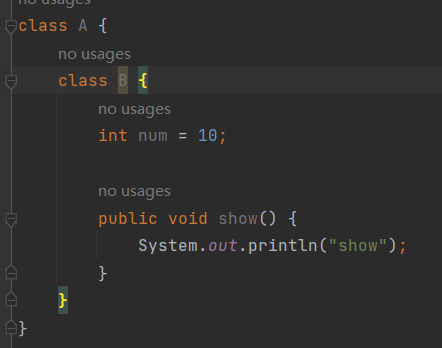 no usages
class A {
no usages
class B {
no usages
int num = 10;
no usages
public void show() {
System.out.println("show");
}
}
}